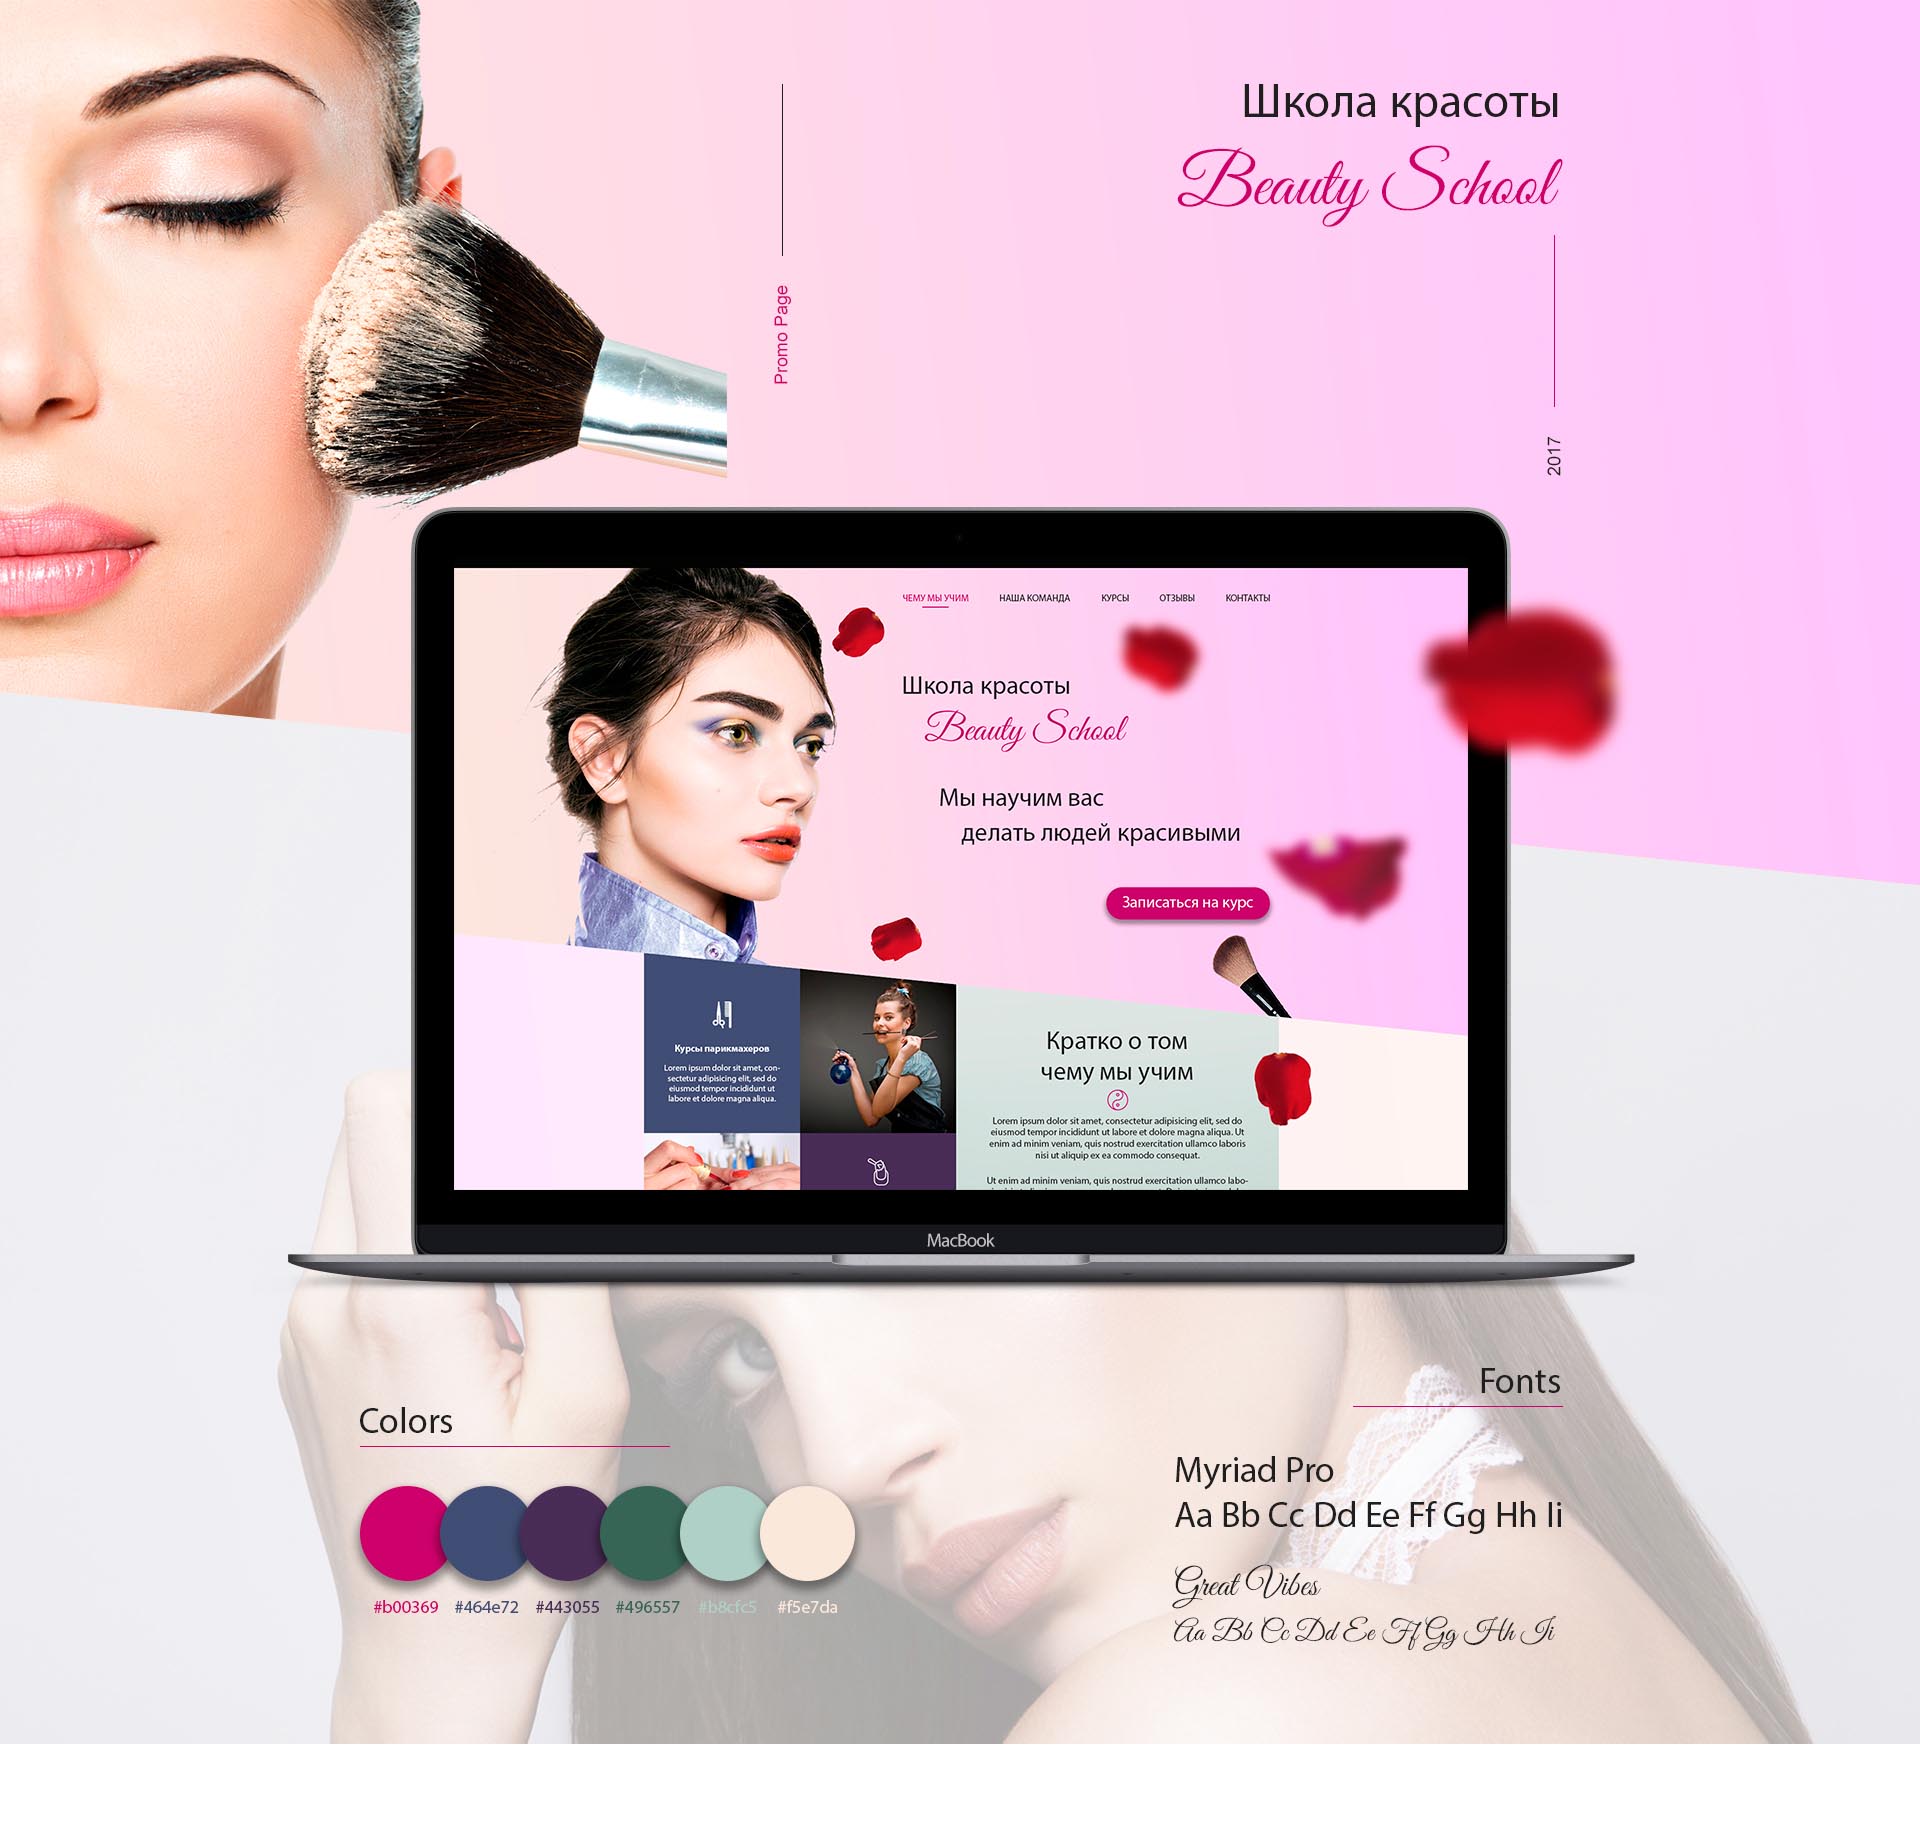 Школа красоты
Beauty School
Promo Page
2017
ЧЕМУ МЫ УЧИМ
НАША КОМАНДА
КУРСЫ
ОТЗЫВЫ
КОНТАКТЫ
Школа красоты
Beauty School
Мы научим вас
делать людей красивыми
Записаться на курс
Курсы парикмахеров
Lorem ipsum dolor sit amet, con-
sectetur adipisicing elit, sed do
eiusmod tempor incididunt ut
labore et dolore magna aliqua.
Кратко о том
чему мы учим
Lorem ipsum dolor sit amet, consectetur adipisicing elit, sed do
eiusmod tempor incididunt ut labore et dolore magna aliqua. Ut
enim ad minim veniam, quis nostrud exercitation ullamco laboris
nisi ut aliquip ex ea commodo consequat.
Ut enim ad minim veniam, quis nostrud exercitation ullamco labo-
MacBook
Colors
#b00369
#464e72
#443055
#496557
#b8cfc5
#f5e7da
Fonts
Myriad Pro
Aa Bb Cc Dd Ee Ff Gg Hh Ii
Great Vibes
Aa Bb Cc Dd Ee Ff Gg Hh Ii